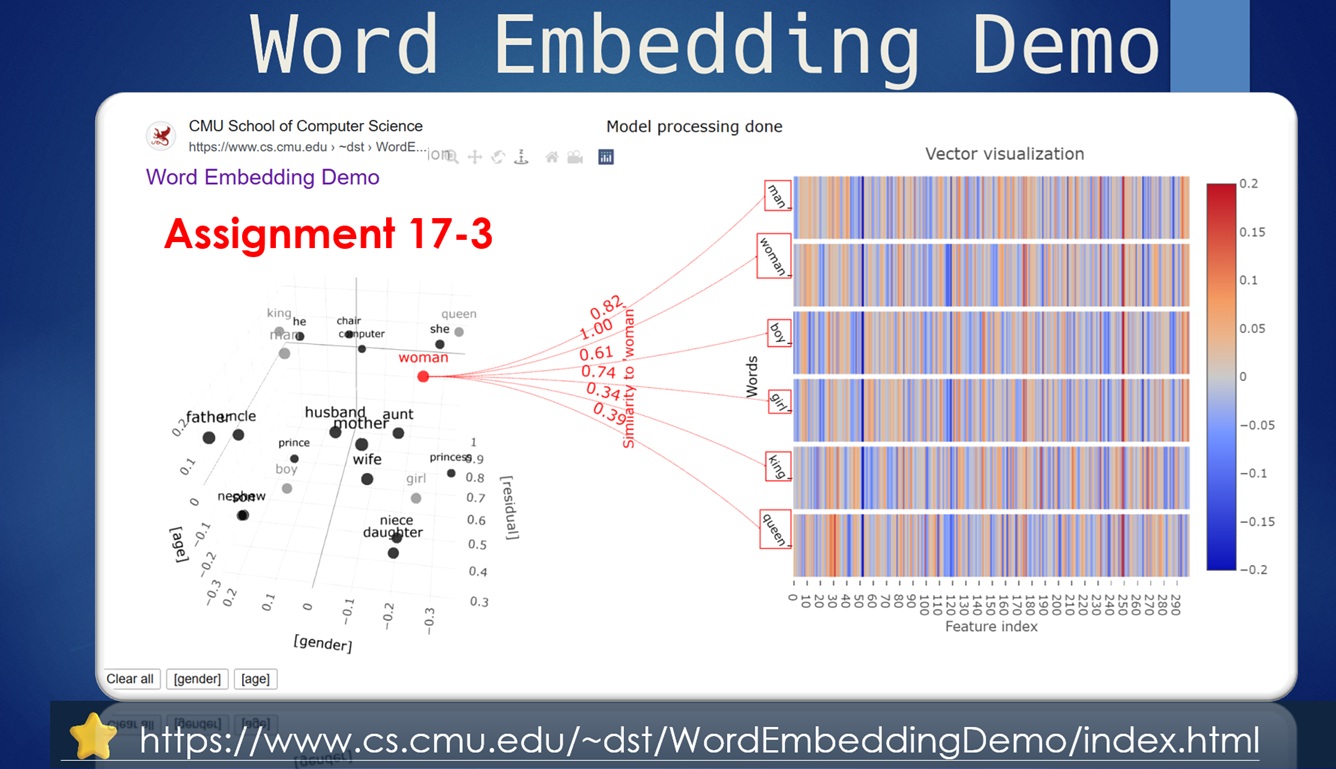 Word Embedding Demo
CMU School of Computer Science
https://www.cs.cmu.edu › ~dst › WordE...
Word Embedding Demo
Assignment 17-3
Model processing done
Vector visualization
king
he
man
chair
computer
she
queen
woman
father
uncle
husband
mother
aunt
prince
wife
princess
boy
girl
nephew
son
niece
daughter
0.2
0.1
0
−0.1
−0.2
−0.3
[age]
0.2
0.1
0
−0.1
−0.2
−0.3
[gender]
1
0.9
0.8
0.7
0.6
0.5
0.4
0.3
[residual]
0.82
1.00
0.61
0.74
0.34
0.39
Similarity to 'woman'
Words
man
woman
boy
girl
king
queen
0 10 20 30 40 50 60 70 80 90 100 110 120 130 140 150 160 170 180 190 200 210 220 230 240 250 260 270 280 290
Feature index
0.2
0.15
0.1
0.05
0
−0.05
−0.1
−0.15
−0.2
Clear all [gender] [age]
https://www.cs.cmu.edu/~dst/WordEmbeddingDemo/index.html